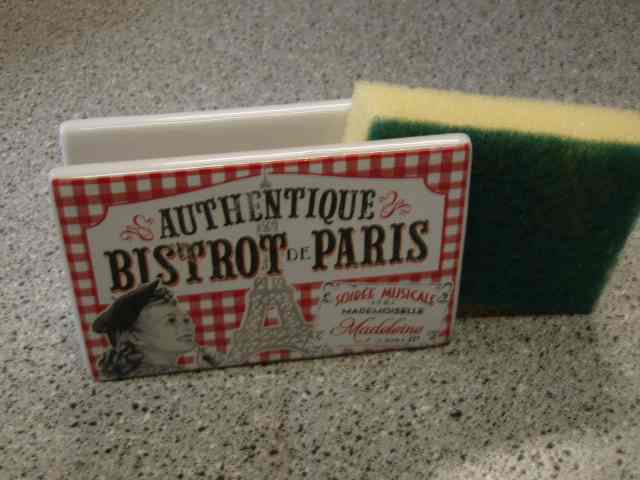 AUTHENTIQUE
BISTROT DE PARIS
SOIRÉE MUSICALE
MADEMOISELLE
Madeleine